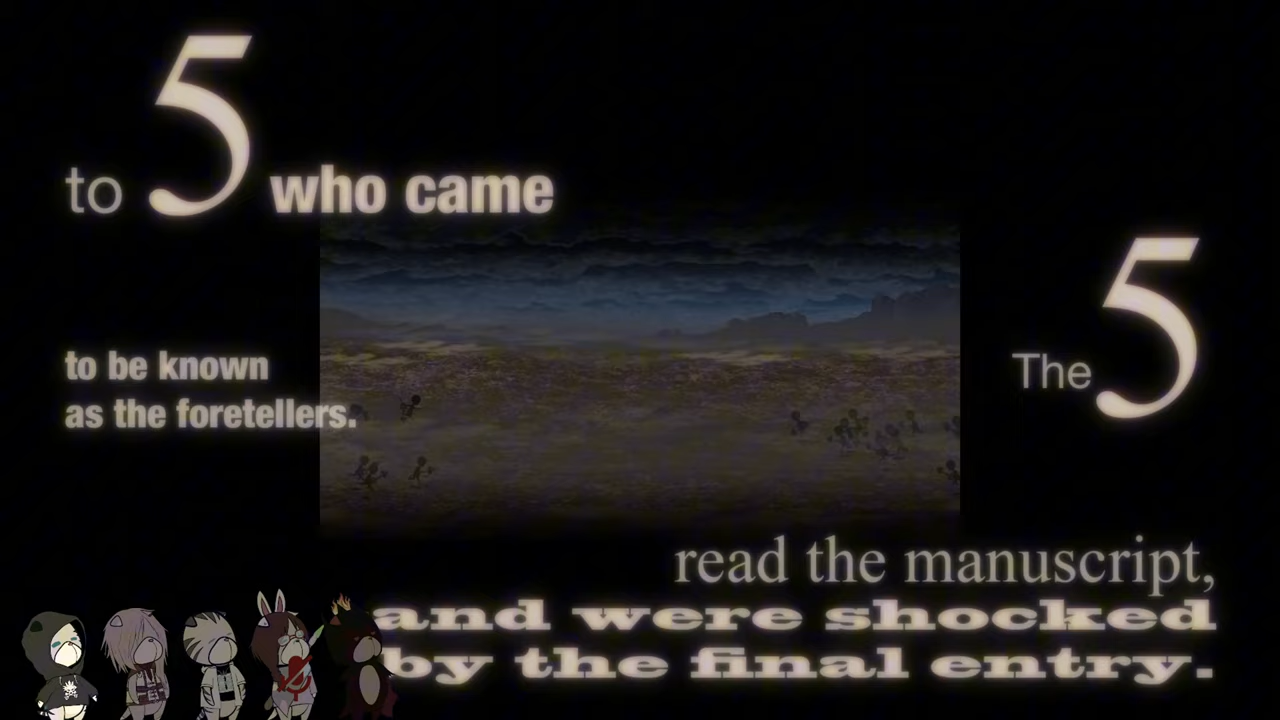 to 5 who came
to be known
as the foretellers.
The 5
read the manuscript,
and were shocked
by the final entry.